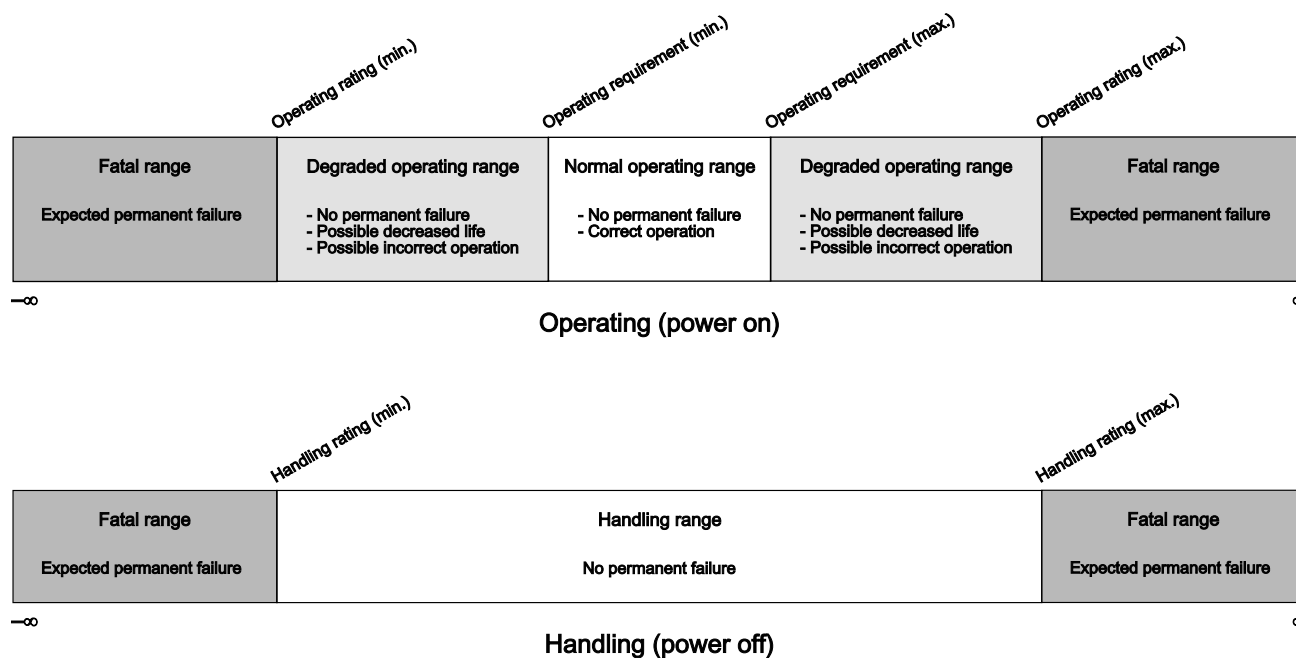 Operating rating (min.)
Operating requirement (min.)
Operating requirement (max.)
Operating rating (max.)
Fatal range
Expected permanent failure
Degraded operating range
- No permanent failure
- Possible decreased life
- Possible incorrect operation
Normal operating range
- No permanent failure
- Correct operation
Degraded operating range
- No permanent failure
- Possible decreased life
- Possible incorrect operation
Fatal range
Expected permanent failure
–∞
Operating (power on)
Handling rating (min.)
Handling rating (max.)
Fatal range
Expected permanent failure
Handling range
No permanent failure
Fatal range
Expected permanent failure
–∞
Handling (power off)